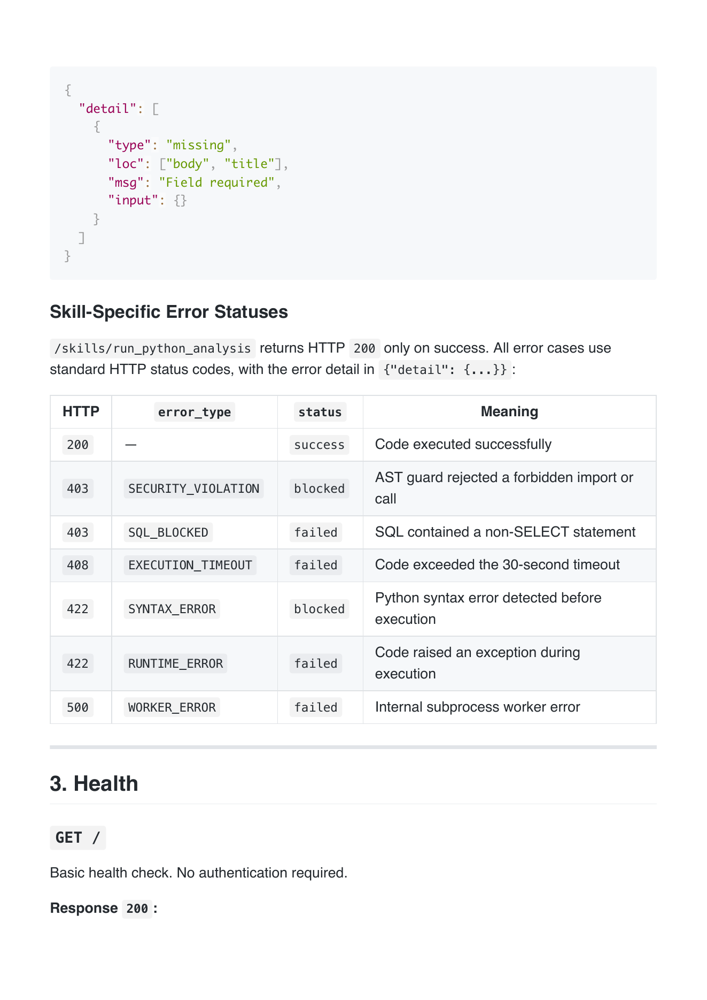 {
  "detail": [
    {
      "type": "missing",
      "loc": ["body", "title"],
      "msg": "Field required",
      "input": {}
    }
  ]
}
Skill-Specific Error Statuses
/skills/run_python_analysis returns HTTP 200 only on success. All error cases use
standard HTTP status codes, with the error detail in {"detail": {...}} :
HTTP error_type status Meaning
200 — success Code executed successfully
403 SECURITY_VIOLATION blocked AST guard rejected a forbidden import or
call
403 SQL_BLOCKED failed SQL contained a non-SELECT statement
408 EXECUTION_TIMEOUT failed Code exceeded the 30-second timeout
422 SYNTAX_ERROR blocked Python syntax error detected before
execution
422 RUNTIME_ERROR failed Code raised an exception during
execution
500 WORKER_ERROR failed Internal subprocess worker error
3. Health
GET /
Basic health check. No authentication required.
Response 200 :